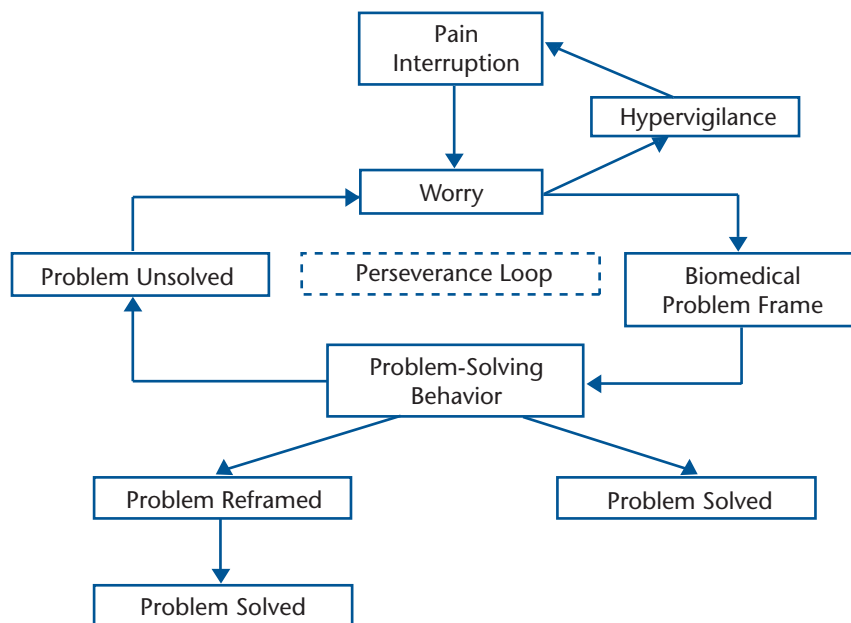 Pain
Interruption
Hypervigilance
Worry
Problem Unsolved
Perseverance Loop
Biomedical
Problem Frame
Problem-Solving
Behavior
Problem Reframed
Problem Solved
Problem Solved